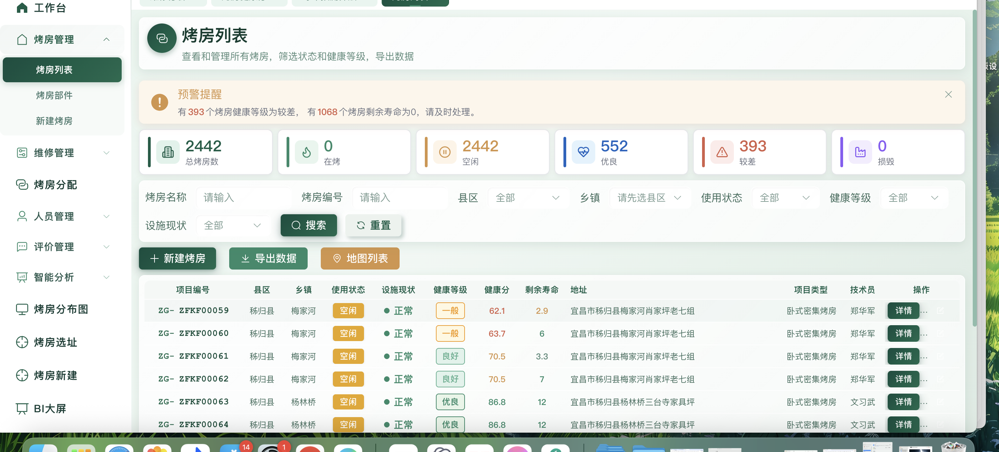 工作台
烤房管理
烤房列表
烤房部件
新建烤房
维修管理
烤房分配
人员管理
评价管理
智能分析
烤房分布图
烤房选址
烤房新建
BI大屏
烤房列表
查看和管理所有烤房，筛选状态和健康等级，导出数据
预警提醒
有 393 个烤房健康等级为较差， 有 1068 个烤房剩余寿命为0，请及时处理。
2442 总烤房数
0 在烤
2442 空闲
552 优良
393 较差
0 损毁
烤房名称 请输入 烤房编号 请输入 县区 全部 乡镇 请先选县区 使用状态 全部 健康等级 全部
设施现状 全部 搜索 重置
新建烤房 导出数据 地图列表
项目编号 县区 乡镇 使用状态 设施现状 健康等级 健康分 剩余寿命 地址 项目类型 技术员 操作
ZG- ZFKF00059 秭归县 梅家河 空闲 正常 一般 62.1 2.9 宜昌市秭归县梅家河肖家坪老七组 卧式密集烤房 郑华军 详情 ...
ZG- ZFKF00060 秭归县 梅家河 空闲 正常 一般 63.7 6 宜昌市秭归县梅家河肖家坪老七组 卧式密集烤房 郑华军 详情 ...
ZG- ZFKF00061 秭归县 梅家河 空闲 正常 良好 70.5 3.3 宜昌市秭归县梅家河肖家坪老七组 卧式密集烤房 郑华军 详情 ...
ZG- ZFKF00062 秭归县 梅家河 空闲 正常 良好 70.5 7 宜昌市秭归县梅家河肖家坪老七组 卧式密集烤房 郑华军 详情 ...
ZG- ZFKF00063 秭归县 杨林桥 空闲 正常 优良 86.8 12 宜昌市秭归县杨林桥三台寺家具坪 卧式密集烤房 文习武 详情 ...
ZG- ZFKF00064 秭归县 杨林桥 空闲 正常 优良 86.8 12 宜昌市秭归县杨林桥三台寺家具坪 卧式密集烤房 文习武 详情 ...
设
14
1